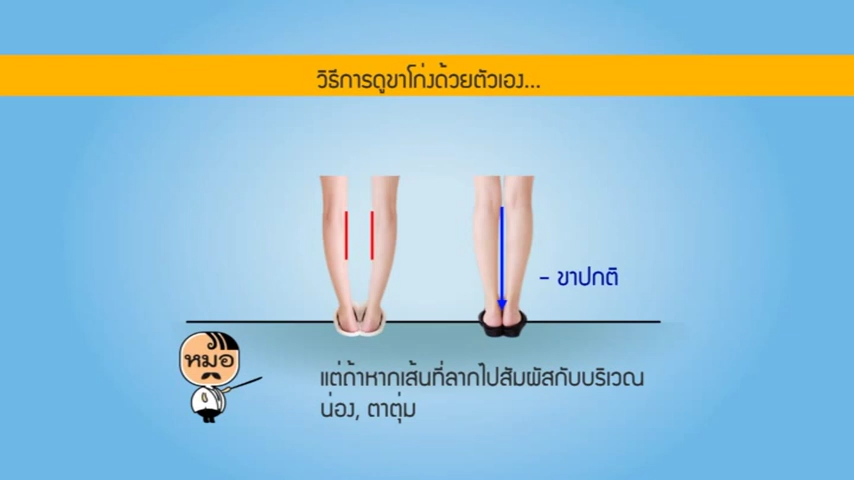 วิธีการดูขาโก่งด้วยตัวเอง...
- ขาปกติ
หมอ
แต่ถ้าหากเส้นที่ลากไปสัมผัสกับบริเวณ
น่อง, ตาตุ่ม